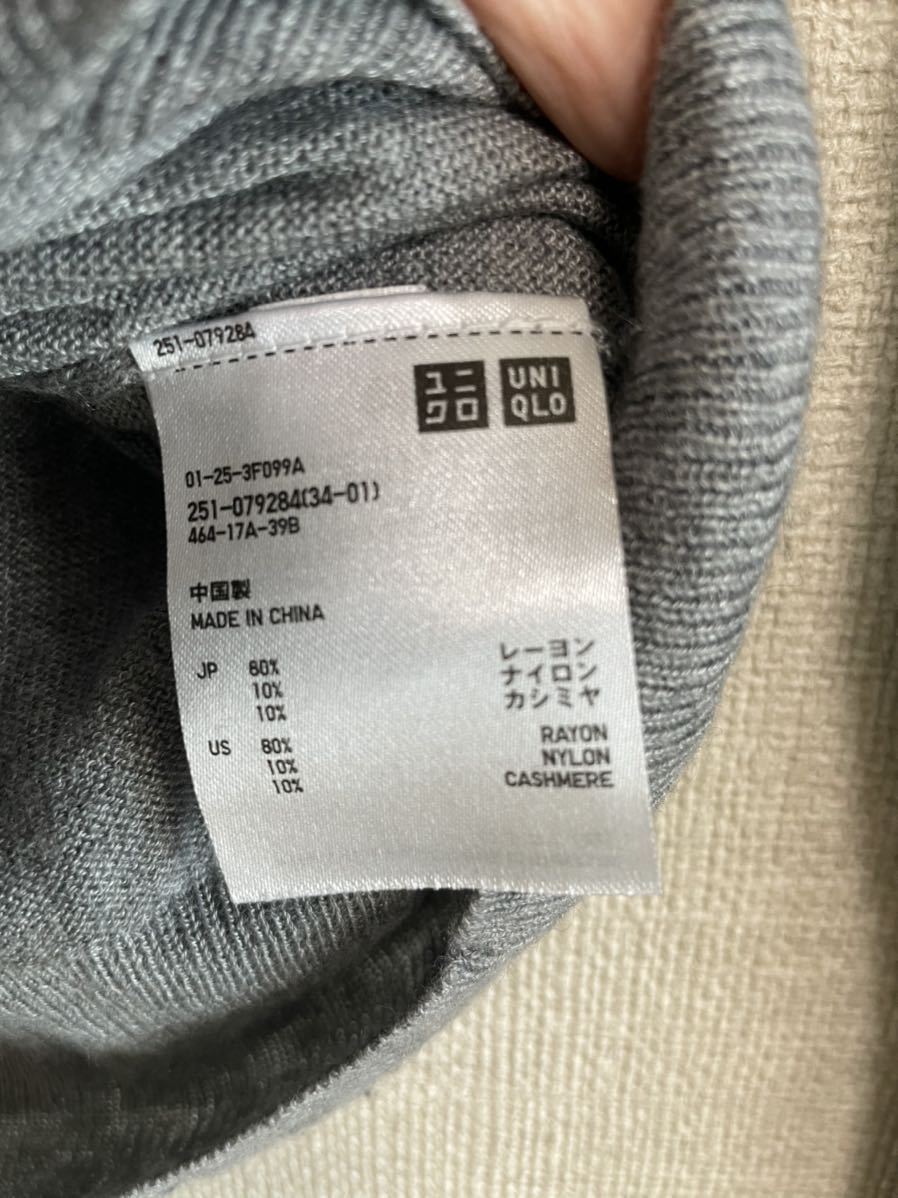 251-079284
ユニ
クロ
UNI
QLO
01-25-3F099A
251-079284(34-01)
464-17A-39B
中国製
MADE IN CHINA
JP 80% レーヨン
10% ナイロン
10% カシミヤ
US 80% RAYON
10% NYLON
10% CASHMERE